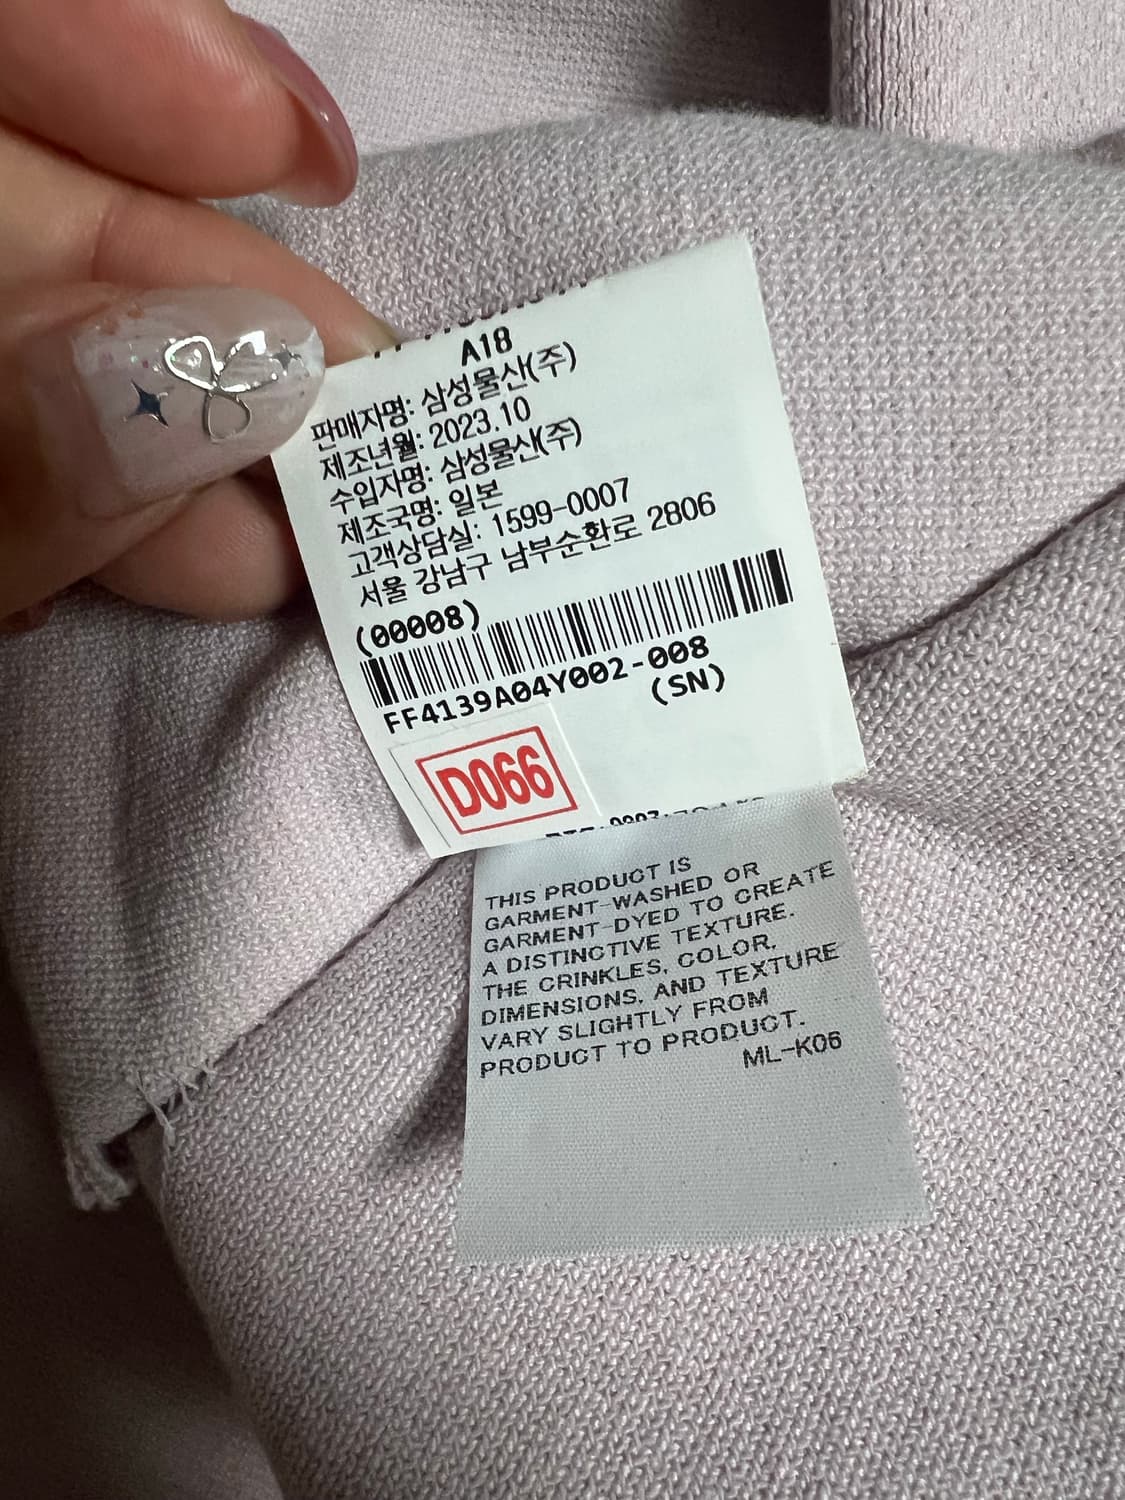 A18
판매자명: 삼성물산(주)
제조년월: 2023.10
수입자명: 삼성물산(주)
제조국명: 일본
고객상담실: 1599-0007
서울 강남구 남부순환로 2806
(00008)
FF4139A04Y002-008
(SN)
D066
THIS PRODUCT IS
GARMENT-WASHED OR
GARMENT-DYED TO CREATE
A DISTINCTIVE TEXTURE.
THE CRINKLES, COLOR,
DIMENSIONS, AND TEXTURE
VARY SLIGHTLY FROM
PRODUCT TO PRODUCT.
ML-K06